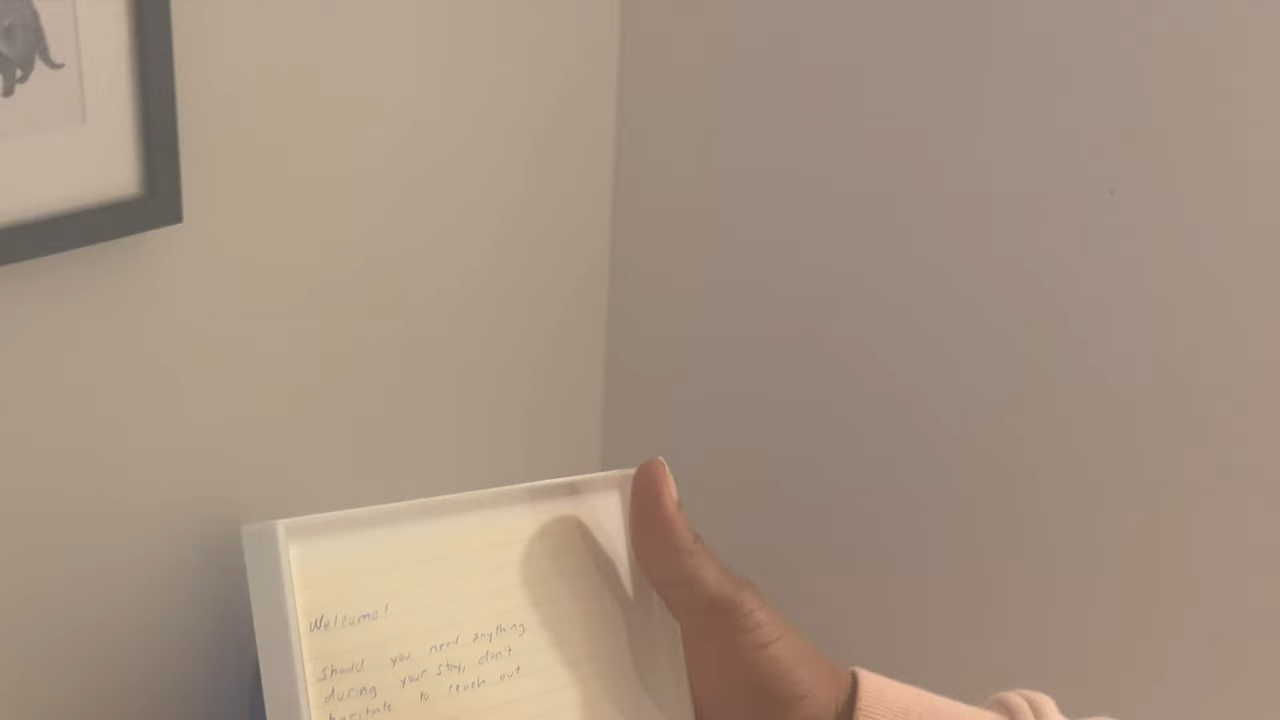 Welcome!
Should you need anything
during your stay, don't
hesitate to reach out